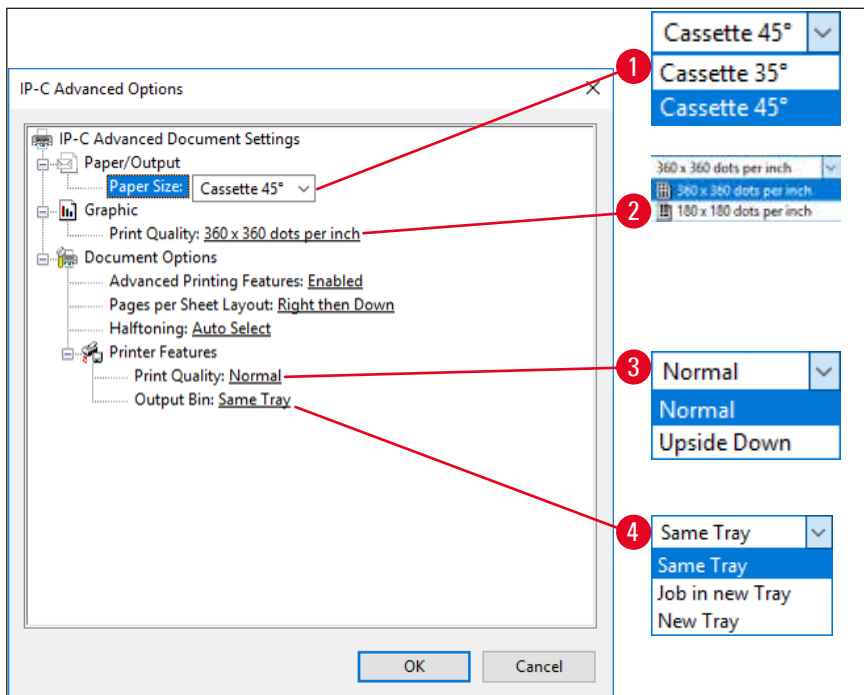 IP-C Advanced Options
IP-C Advanced Document Settings
Paper/Output
Paper Size: Cassette 45°
Graphic
Print Quality: 360 x 360 dots per inch
Document Options
Advanced Printing Features: Enabled
Pages per Sheet Layout: Right then Down
Halftoning: Auto Select
Printer Features
Print Quality: Normal
Output Bin: Same Tray
OK Cancel
1
Cassette 45°
Cassette 35°
Cassette 45°
2
360 x 360 dots per inch
360 x 360 dots per inch
180 x 180 dots per inch
3
Normal
Normal
Upside Down
4
Same Tray
Same Tray
Job in new Tray
New Tray